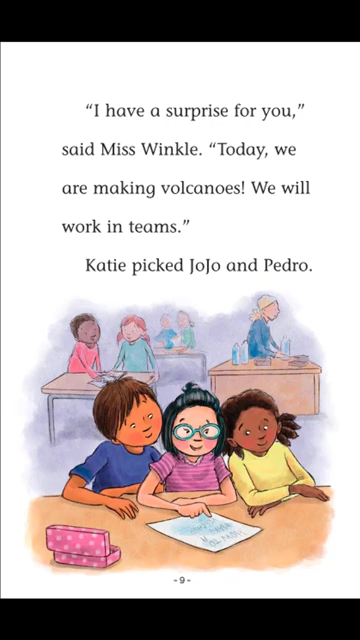 “I have a surprise for you,”
said Miss Winkle. “Today, we
are making volcanoes! We will
work in teams.”
Katie picked JoJo and Pedro.
- 9 -